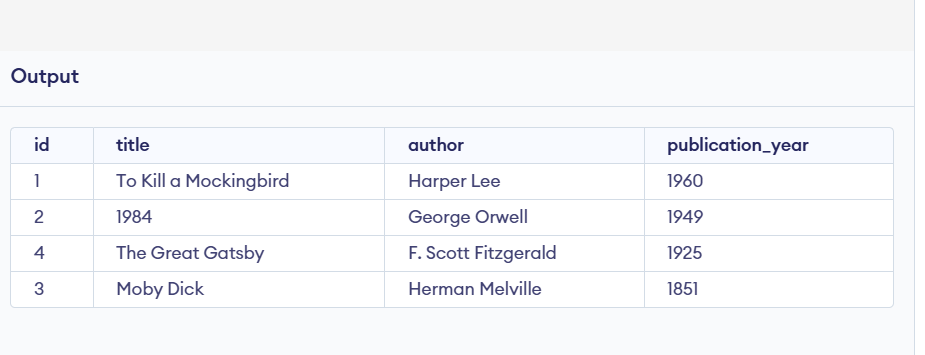 Output
id title author publication_year
1 To Kill a Mockingbird Harper Lee 1960
2 1984 George Orwell 1949
4 The Great Gatsby F. Scott Fitzgerald 1925
3 Moby Dick Herman Melville 1851